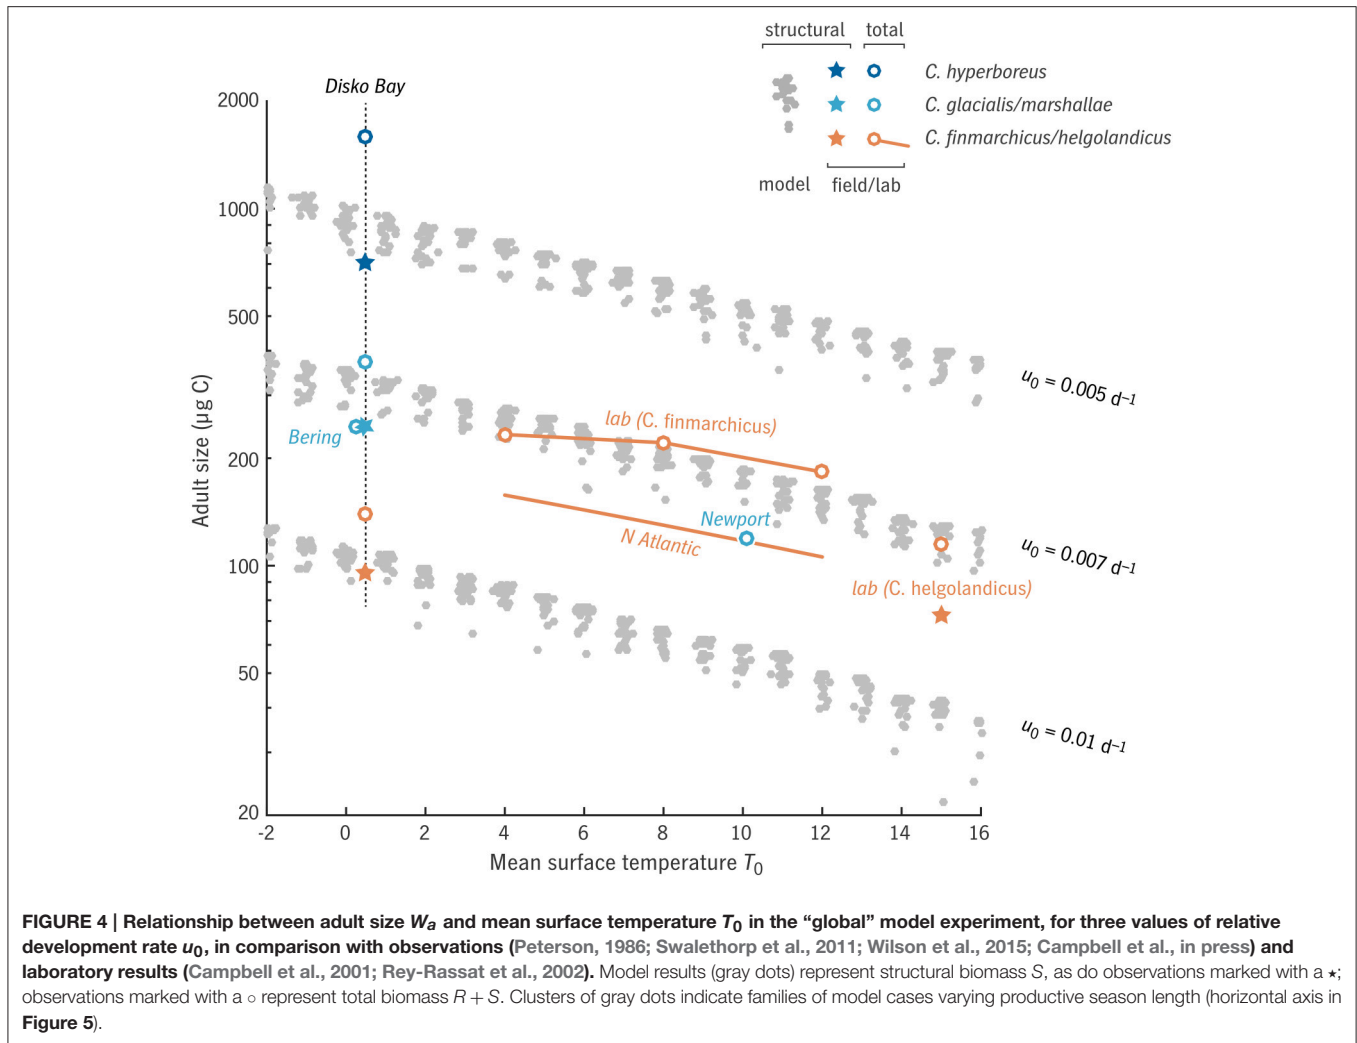 structural total
C. hyperboreus
C. glacialis/marshallae
C. finmarchicus/helgolandicus
model field/lab
Disko Bay
2000
1000
500
200
100
50
20
Adult size (µg C)
Bering
lab (C. finmarchicus)
Newport
N Atlantic
lab (C. helgolandicus)
u0 = 0.005 d–1
u0 = 0.007 d–1
u0 = 0.01 d–1
-2 0 2 4 6 8 10 12 14 16
Mean surface temperature T0
FIGURE 4 | Relationship between adult size Wa and mean surface temperature T0 in the “global” model experiment, for three values of relative
development rate u0, in comparison with observations (Peterson, 1986; Swalethorp et al., 2011; Wilson et al., 2015; Campbell et al., in press) and
laboratory results (Campbell et al., 2001; Rey-Rassat et al., 2002). Model results (gray dots) represent structural biomass S, as do observations marked with a ⋆;
observations marked with a ○ represent total biomass R + S. Clusters of gray dots indicate families of model cases varying productive season length (horizontal axis in
Figure 5).